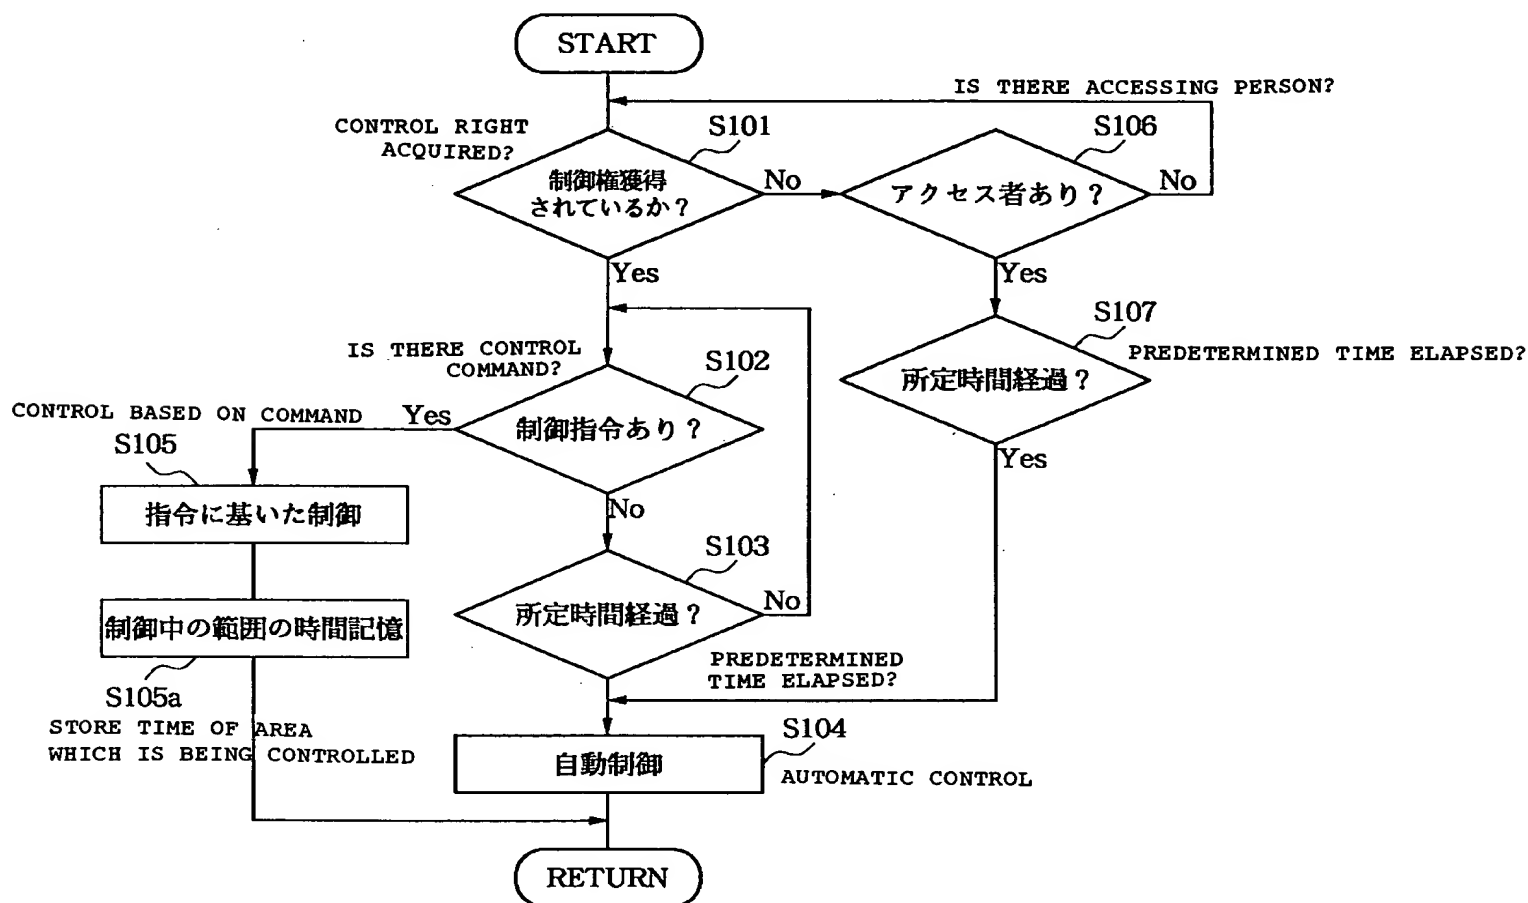 START
IS THERE ACCESSING PERSON?
CONTROL RIGHT
ACQUIRED?
S101
制御権獲得
されているか？
No
S106
アクセス者あり？
No
Yes
Yes
S107
PREDETERMINED TIME ELAPSED?
所定時間経過？
Yes
IS THERE CONTROL
COMMAND?
S102
制御指令あり？
CONTROL BASED ON COMMAND
Yes
S105
指令に基いた制御
No
S103
所定時間経過？
No
制御中の範囲の時間記憶
S105a
STORE TIME OF AREA
WHICH IS BEING CONTROLLED
PREDETERMINED
TIME ELAPSED?
S104
自動制御
AUTOMATIC CONTROL
RETURN